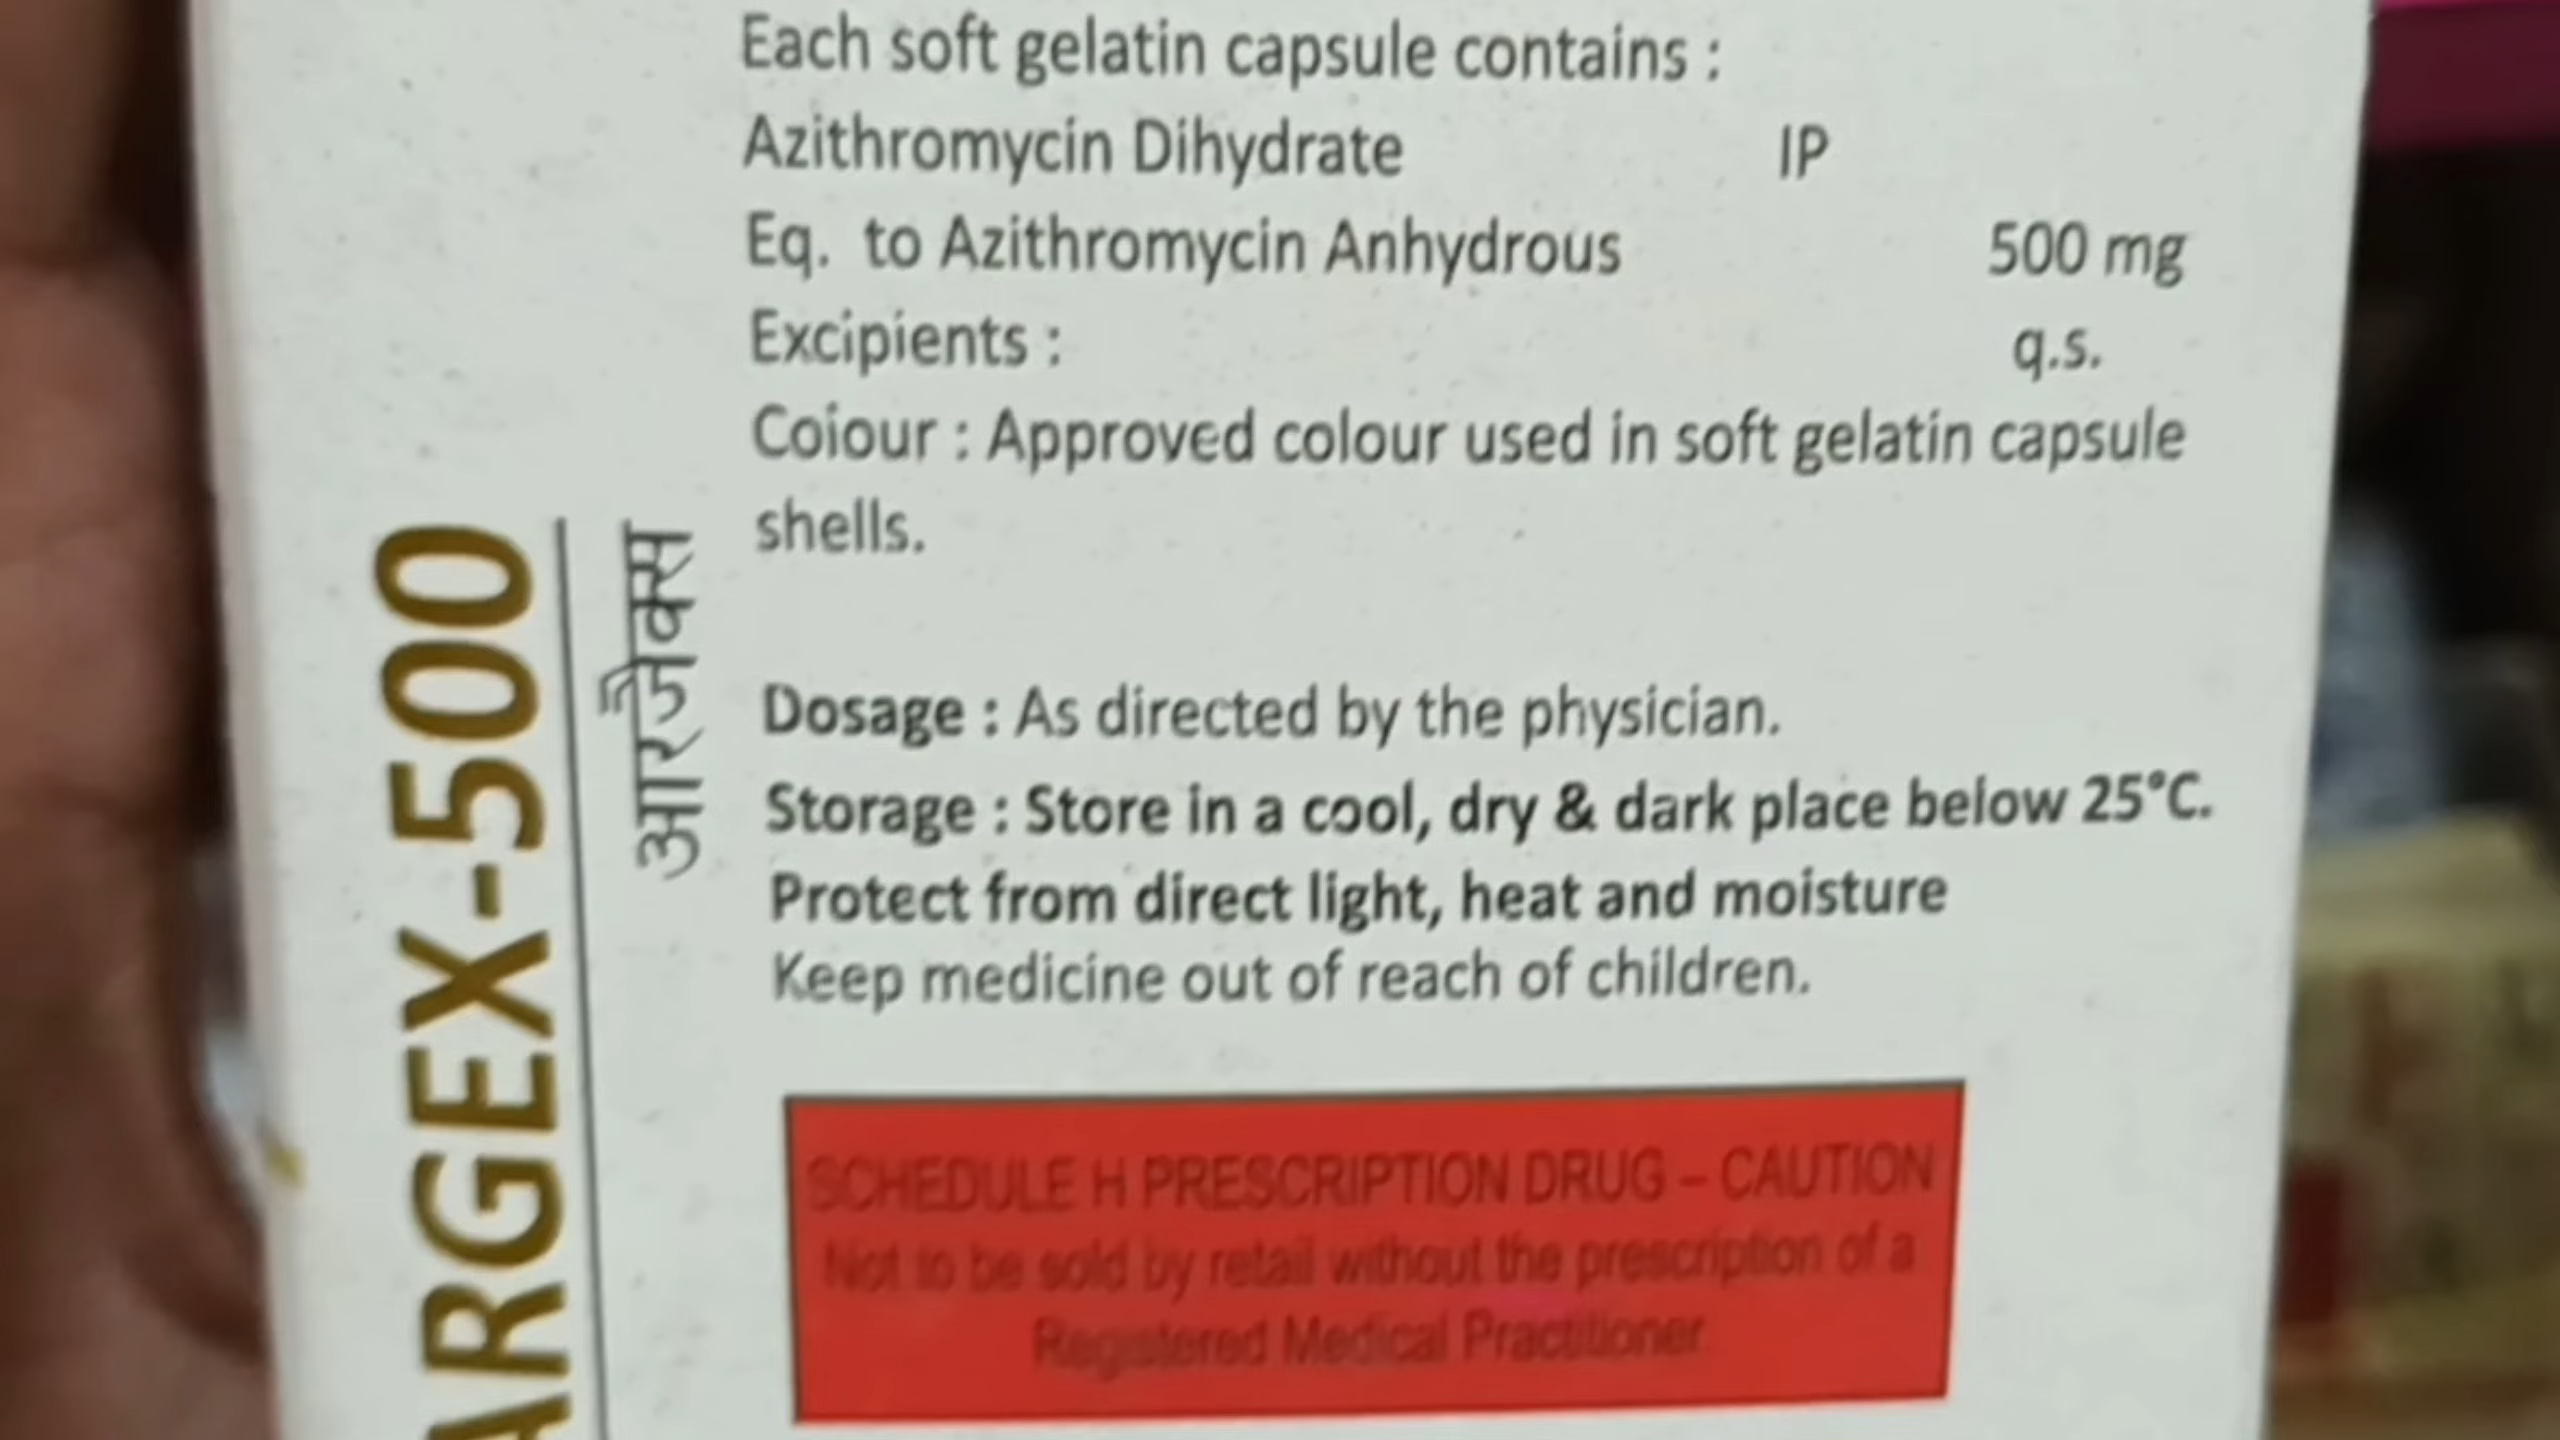 Each soft gelatin capsule contains :
Azithromycin Dihydrate IP
Eq. to Azithromycin Anhydrous 500 mg
Excipients : q.s.
Coiour : Approved colour used in soft gelatin capsule
shells.
Dosage : As directed by the physician.
Storage : Store in a cool, dry & dark place below 25°C.
Protect from direct light, heat and moisture
Keep medicine out of reach of children.
SCHEDULE H PRESCRIPTION DRUG – CAUTION
Not to be sold by retail without the prescription of a
Registered Medical Practitioner
ARGEX-500
आरजेक्स